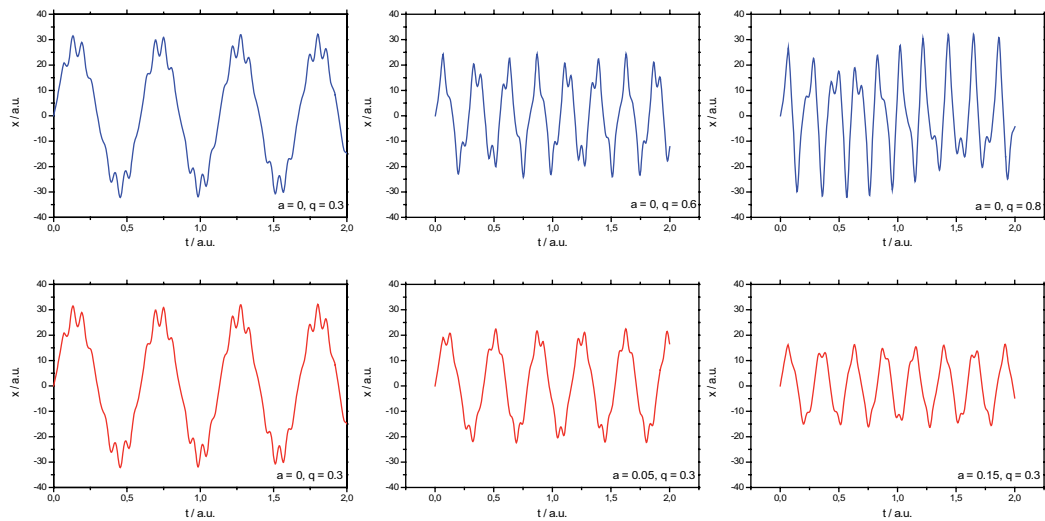 40
30
20
10
0
-10
-20
-30
-40
x / a.u.
0,0 0,5 1,0 1,5 2,0
t / a.u.
a = 0, q = 0.3
40
30
20
10
0
-10
-20
-30
-40
x / a.u.
0,0 0,5 1,0 1,5 2,0
t / a.u.
a = 0, q = 0.6
40
30
20
10
0
-10
-20
-30
-40
x / a.u.
0,0 0,5 1,0 1,5 2,0
t / a.u.
a = 0, q = 0.8
40
30
20
10
0
-10
-20
-30
-40
x / a.u.
0,0 0,5 1,0 1,5 2,0
t / a.u.
a = 0, q = 0.3
40
30
20
10
0
-10
-20
-30
-40
x / a.u.
0,0 0,5 1,0 1,5 2,0
t / a.u.
a = 0.05, q = 0.3
40
30
20
10
0
-10
-20
-30
-40
x / a.u.
0,0 0,5 1,0 1,5 2,0
t / a.u.
a = 0.15, q = 0.3